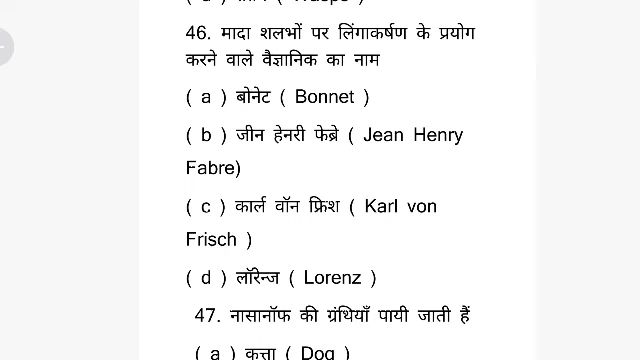 46. मादा शलभों पर लिंगाकर्षण के प्रयोग
करने वाले वैज्ञानिक का नाम
( a ) बोनेट ( Bonnet )
( b ) जीन हेनरी फेब्रे ( Jean Henry
Fabre)
( c ) कार्ल वॉन फ्रिश ( Karl von
Frisch )
( d ) लॉरेन्ज ( Lorenz )
47. नासानॉफ की ग्रंथियाँ पायी जाती हैं
( a ) कुत्ता ( Dog )